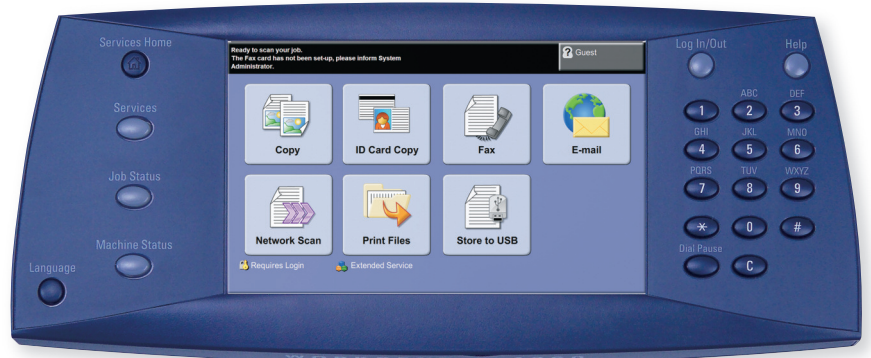 Services Home
Services
Job Status
Machine Status
Language
Ready to scan your job.
The Fax card has not been set-up, please inform System
Administrator.
? Guest
Copy
ID Card Copy
Fax
E-mail
Network Scan
Print Files
Store to USB
Requires Login
Extended Service
Log In/Out
Help
ABC
DEF
1
2
3
GHI
JKL
MNO
4
5
6
PQRS
TUV
WXYZ
7
8
9
*
0
#
Dial Pause
C